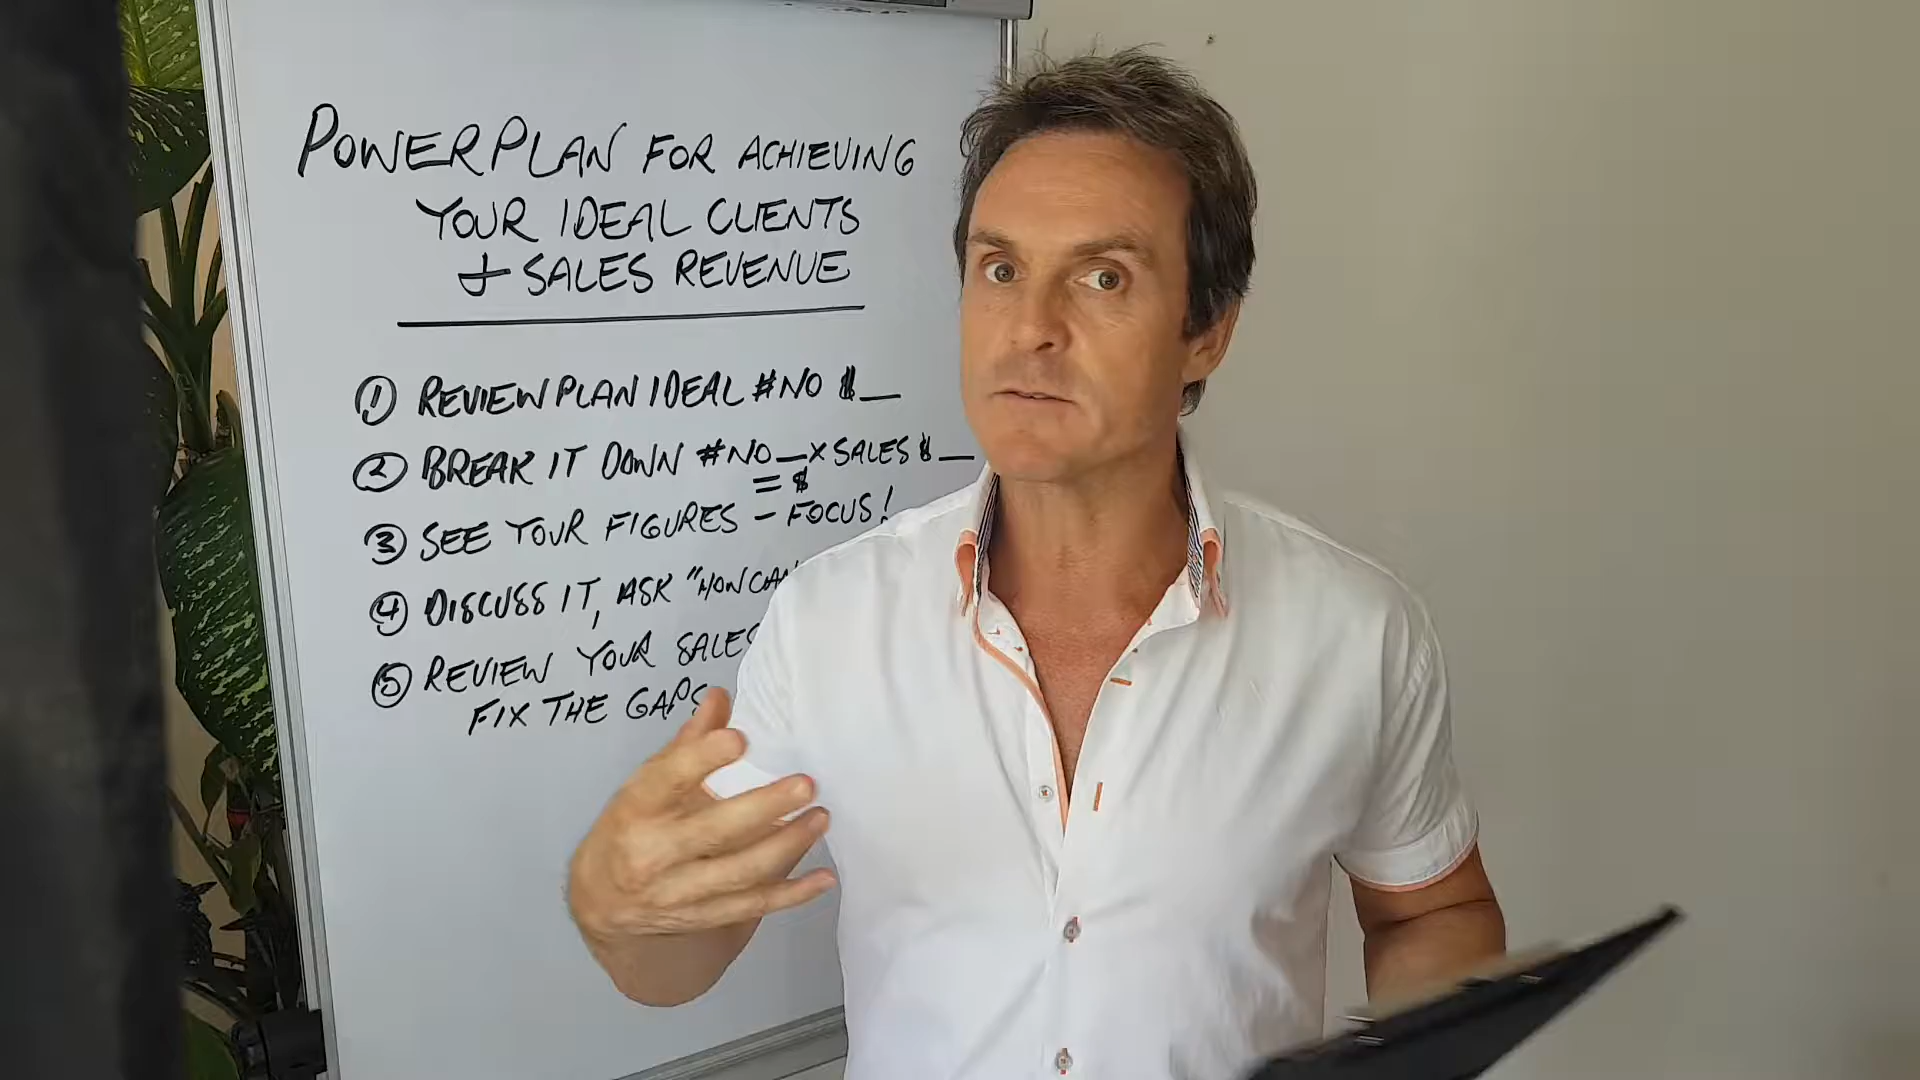 POWERPLAN FOR ACHIEVING
YOUR IDEAL CLIENTS
+ SALES REVENUE
① REVIEW PLAN IDEAL #NO $__
② BREAK IT DOWN #NO__ X SALES $__
= $
③ SEE YOUR FIGURES - FOCUS!
④ DISCUSS IT, ASK "HOW CAN
⑤ REVIEW YOUR SALES
FIX THE GAPS